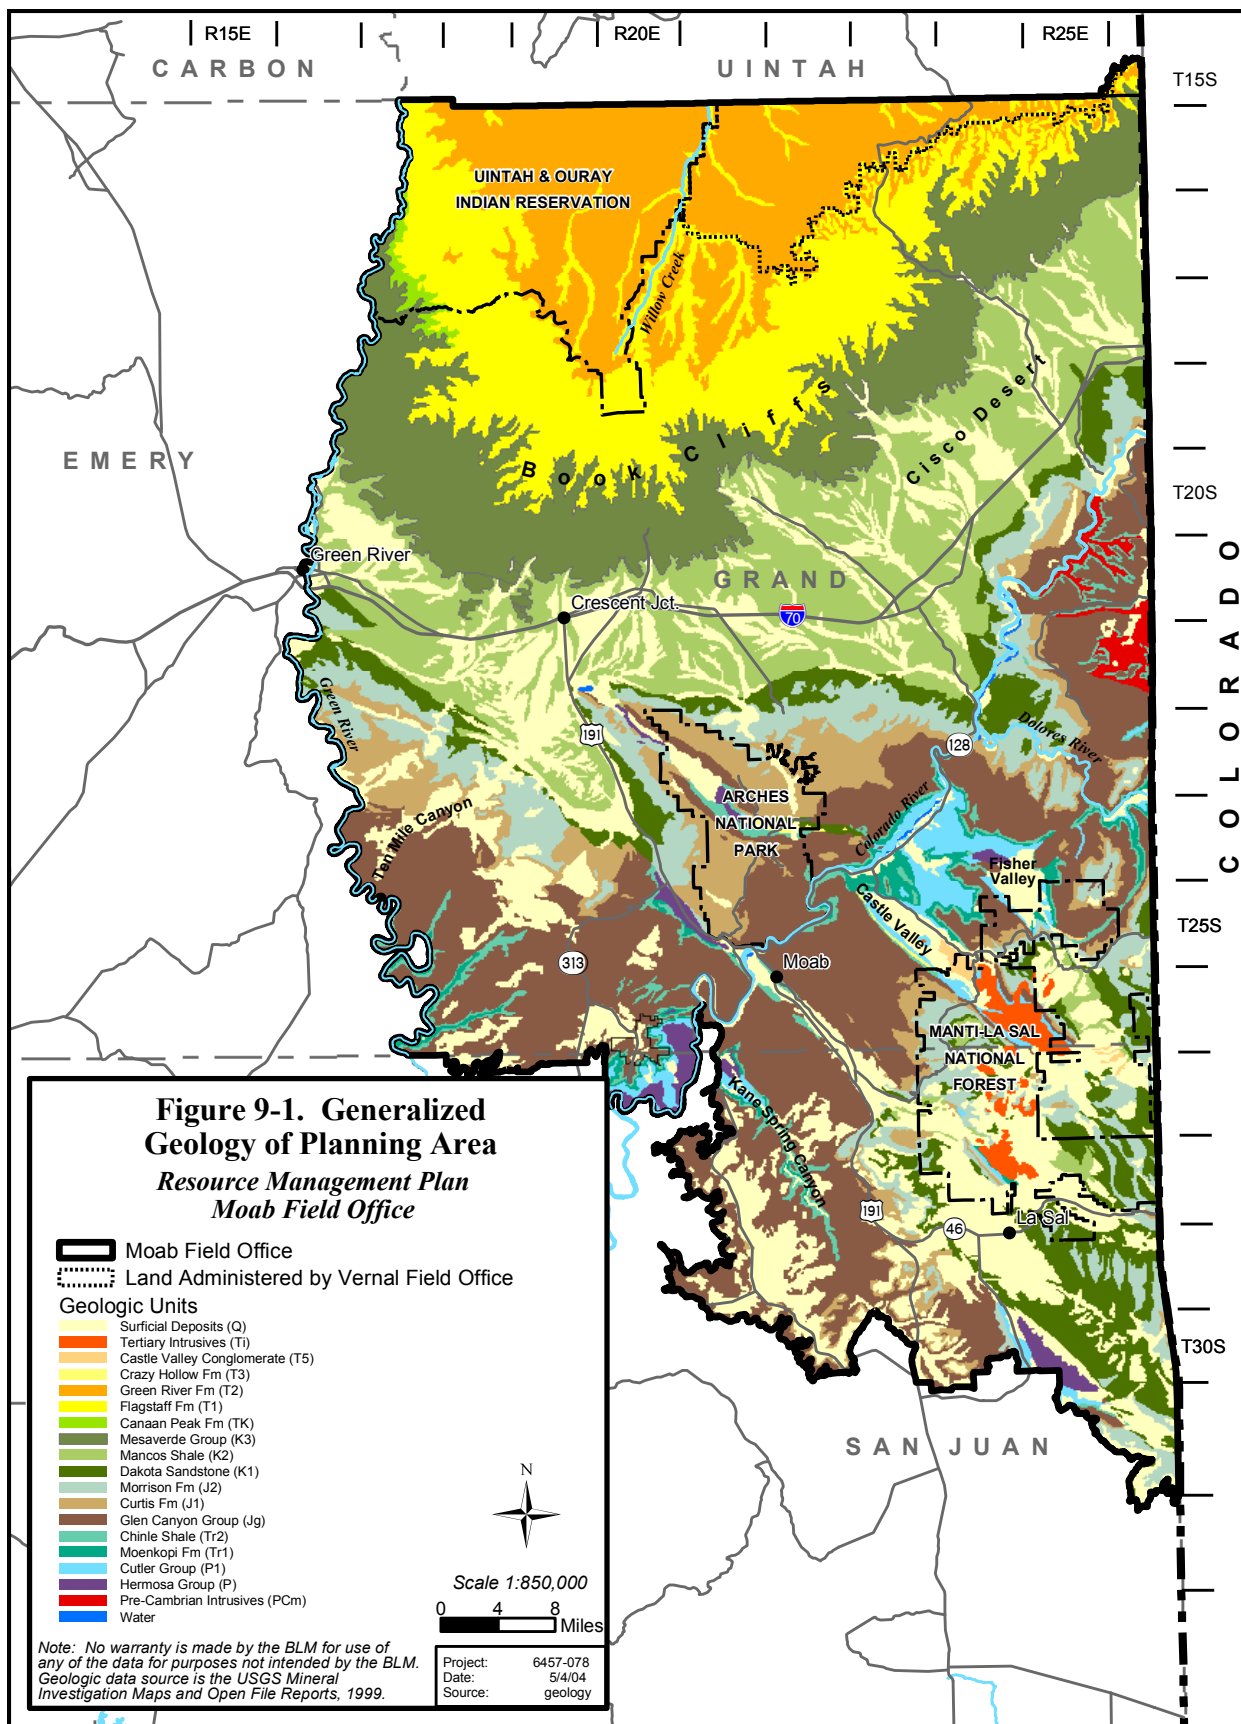 R15E
R20E
R25E
CARBON
UINTAH
T15S
UINTAH & OURAY
INDIAN RESERVATION
Willow Creek
Book Cliffs
Cisco Desert
EMERY
T20S
Green River
GRAND
Crescent Jct.
70
COLORADO
Green River
191
128
Dolores River
ARCHES
NATIONAL
PARK
Colorado River
Ten Mile Canyon
Fisher
Valley
Castle Valley
T25S
313
Moab
MANTI-LA SAL
NATIONAL
FOREST
Kane Spring Canyon
191
46
La Sal
T30S
SAN JUAN
Figure 9-1. Generalized
Geology of Planning Area
Resource Management Plan
Moab Field Office
Moab Field Office
Land Administered by Vernal Field Office
Geologic Units
Surficial Deposits (Q)
Tertiary Intrusives (Ti)
Castle Valley Conglomerate (T5)
Crazy Hollow Fm (T3)
Green River Fm (T2)
Flagstaff Fm (T1)
Canaan Peak Fm (TK)
Mesaverde Group (K3)
Mancos Shale (K2)
Dakota Sandstone (K1)
Morrison Fm (J2)
Curtis Fm (J1)
Glen Canyon Group (Jg)
Chinle Shale (Tr2)
Moenkopi Fm (Tr1)
Cutler Group (P1)
Hermosa Group (P)
Pre-Cambrian Intrusives (PCm)
Water
N
Scale 1:850,000
0 4 8
Miles
Note: No warranty is made by the BLM for use of
any of the data for purposes not intended by the BLM.
Geologic data source is the USGS Mineral
Investigation Maps and Open File Reports, 1999.
Project: 6457-078
Date: 5/4/04
Source: geology